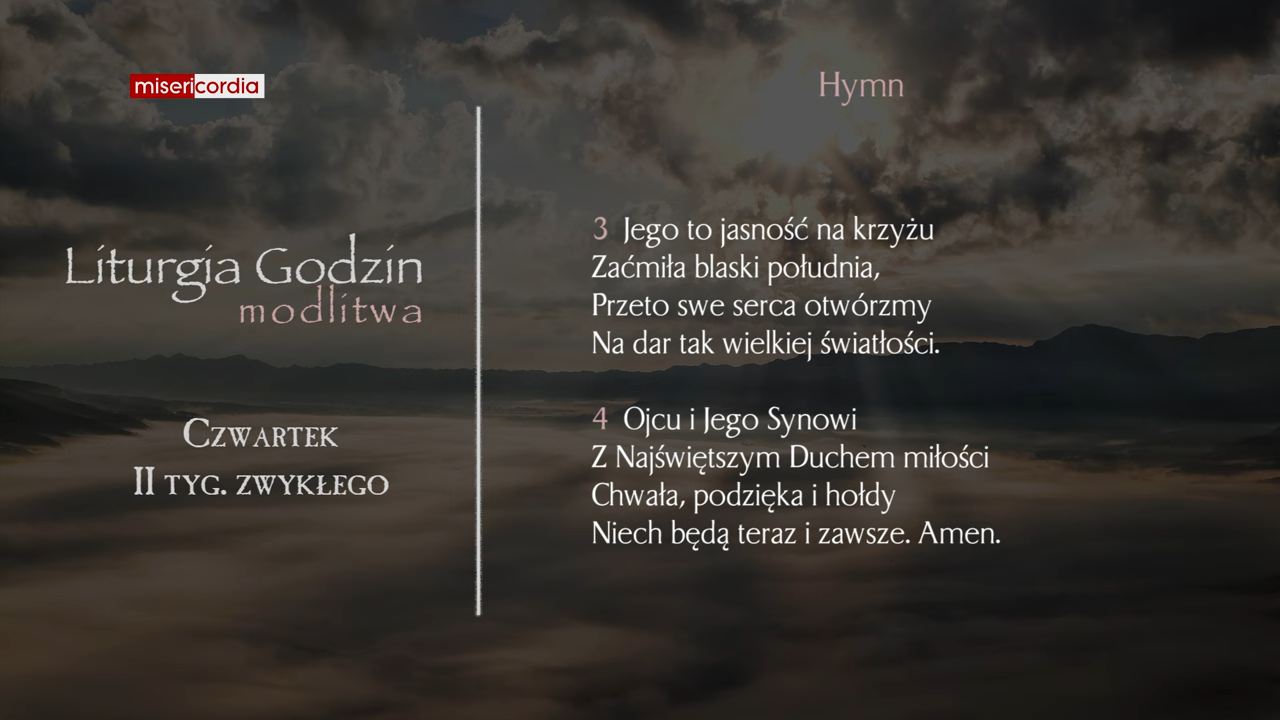 misericordia
Liturgia Godzin
modlitwa
Czwartek
II tyg. zwykłego
Hymn
3 Jego to jasność na krzyżu
Zaćmiła blaski południa,
Przeto swe serca otwórzmy
Na dar tak wielkiej światłości.
4 Ojcu i Jego Synowi
Z Najświętszym Duchem miłości
Chwała, podzięka i hołdy
Niech będą teraz i zawsze. Amen.